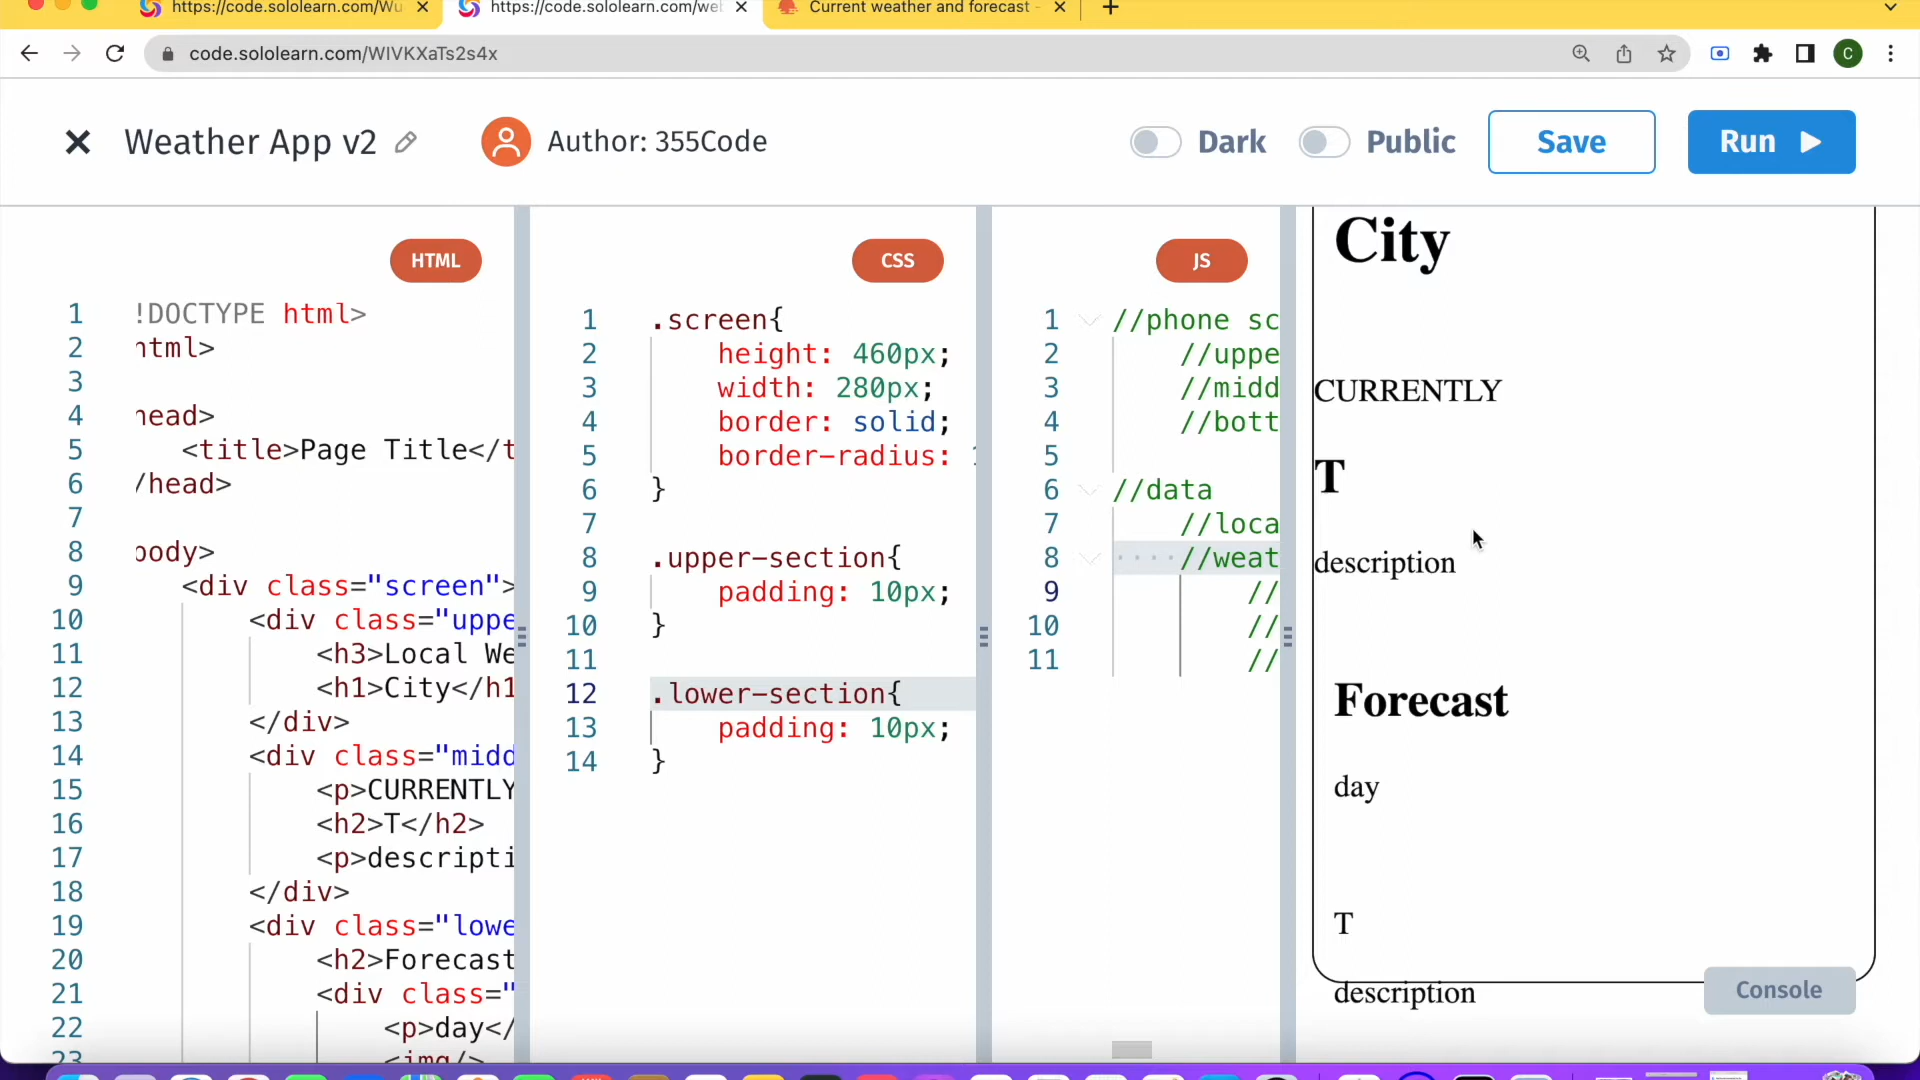 https://code.sololearn.com/Wu
https://code.sololearn.com/we
Current weather and forecast -
code.sololearn.com/WIVKXaTs2s4x
C
Weather App v2
Author: 355Code
Dark
Public
Save
Run
HTML
1 !DOCTYPE html>
2 html>
3
4 head>
5 <title>Page Title</t
6 /head>
7
8 body>
9 <div class="screen">
10 <div class="uppe
11 <h3>Local We
12 <h1>City</h1
13 </div>
14 <div class="midd
15 <p>CURRENTLY
16 <h2>T</h2>
17 <p>descripti
18 </div>
19 <div class="lowe
20 <h2>Forecast
21 <div class="
22 <p>day</
23 <img/>
CSS
1 .screen{
2 height: 460px;
3 width: 280px;
4 border: solid;
5 border-radius: 1
6 }
7
8 .upper-section{
9 padding: 10px;
10 }
11
12 .lower-section{
13 padding: 10px;
14 }
JS
1 //phone sc
2 //uppe
3 //midd
4 //bott
5
6 //data
7 //loca
8 //weat
9 //
10 //
11 //
City
CURRENTLY
T
description
Forecast
day
T
description
Console